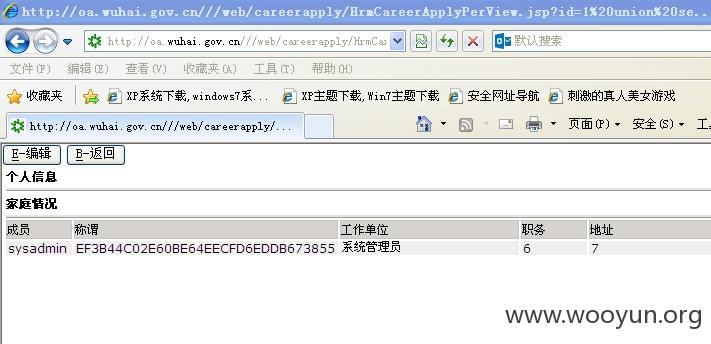 http://oa.wuhai.gov.cn///web/careerapply/HrmCareerApplyPerView.jsp?id=1%20union%20se...
http://oa.wuhai.gov.cn///web/careerapply/HrmCar 默认搜索
文件(F) 编辑(E) 查看(V) 收藏夹(A) 工具(T) 帮助(H)
收藏夹 XP系统下载,windows7系... XP主题下载,Win7主题下载 安全网址导航 刺激的真人美女游戏
http://oa.wuhai.gov.cn///web/careerapply/... 页面(P) 安全(S) 工
E-编辑 B-返回
个人信息
家庭情况
成员 称谓 工作单位 职务 地址
sysadmin EF3B44C02E60BE64EECFD6EDDB673855 系统管理员 6 7
www.wooyun.org